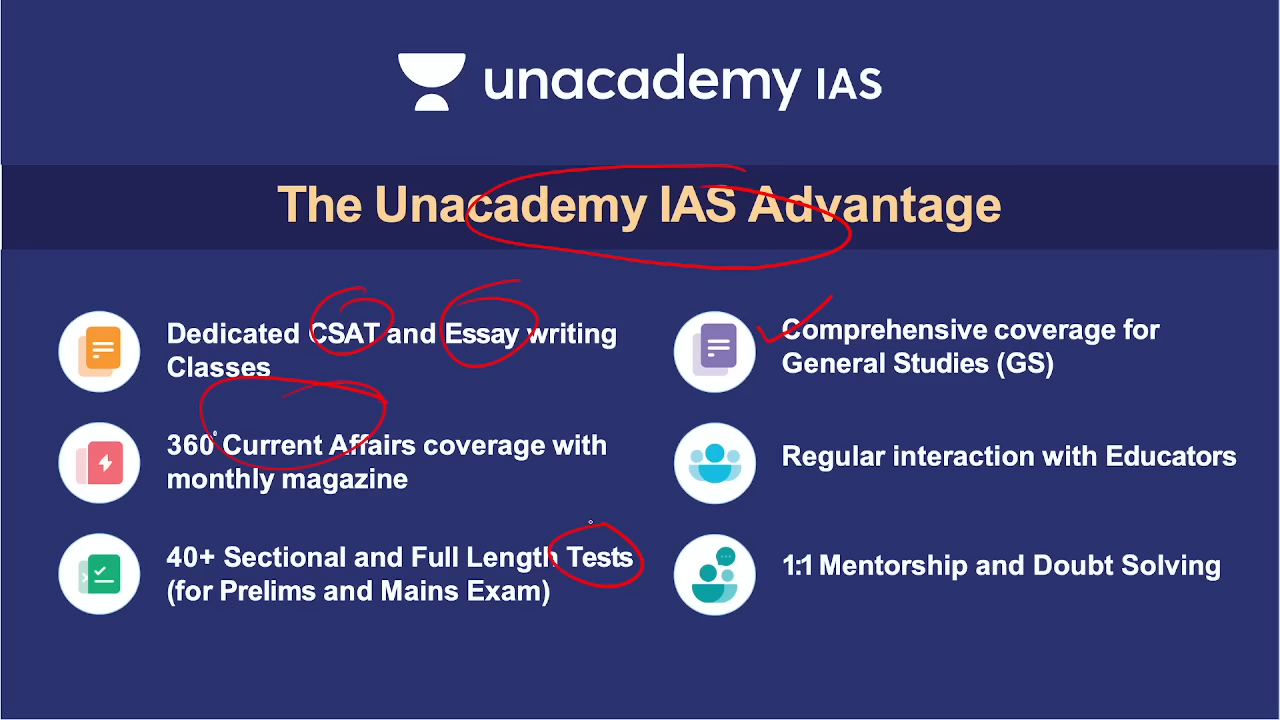 unacademy IAS
The Unacademy IAS Advantage
Dedicated CSAT and Essay writing
Classes
360° Current Affairs coverage with
monthly magazine
40+ Sectional and Full Length Tests
(for Prelims and Mains Exam)
Comprehensive coverage for
General Studies (GS)
Regular interaction with Educators
1:1 Mentorship and Doubt Solving